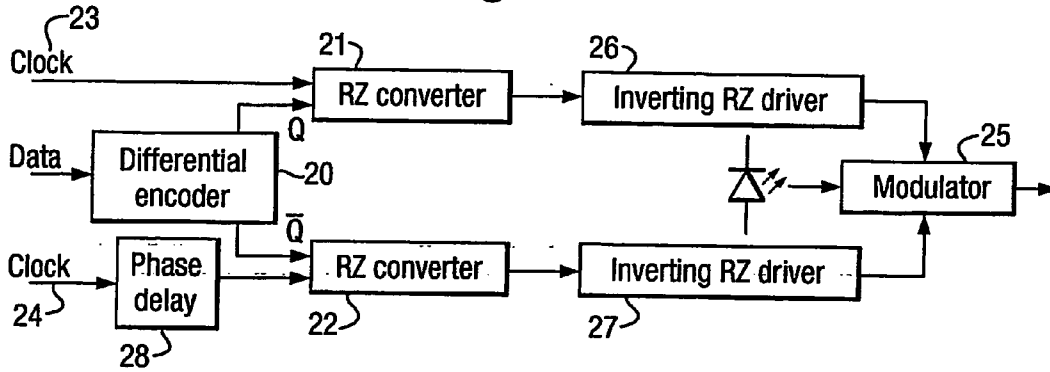 23
Clock
21
RZ converter
26
Inverting RZ driver
Q
Data
Differential
encoder
20
25
Modulator
Q̅
Clock
24
Phase
delay
28
RZ converter
22
Inverting RZ driver
27